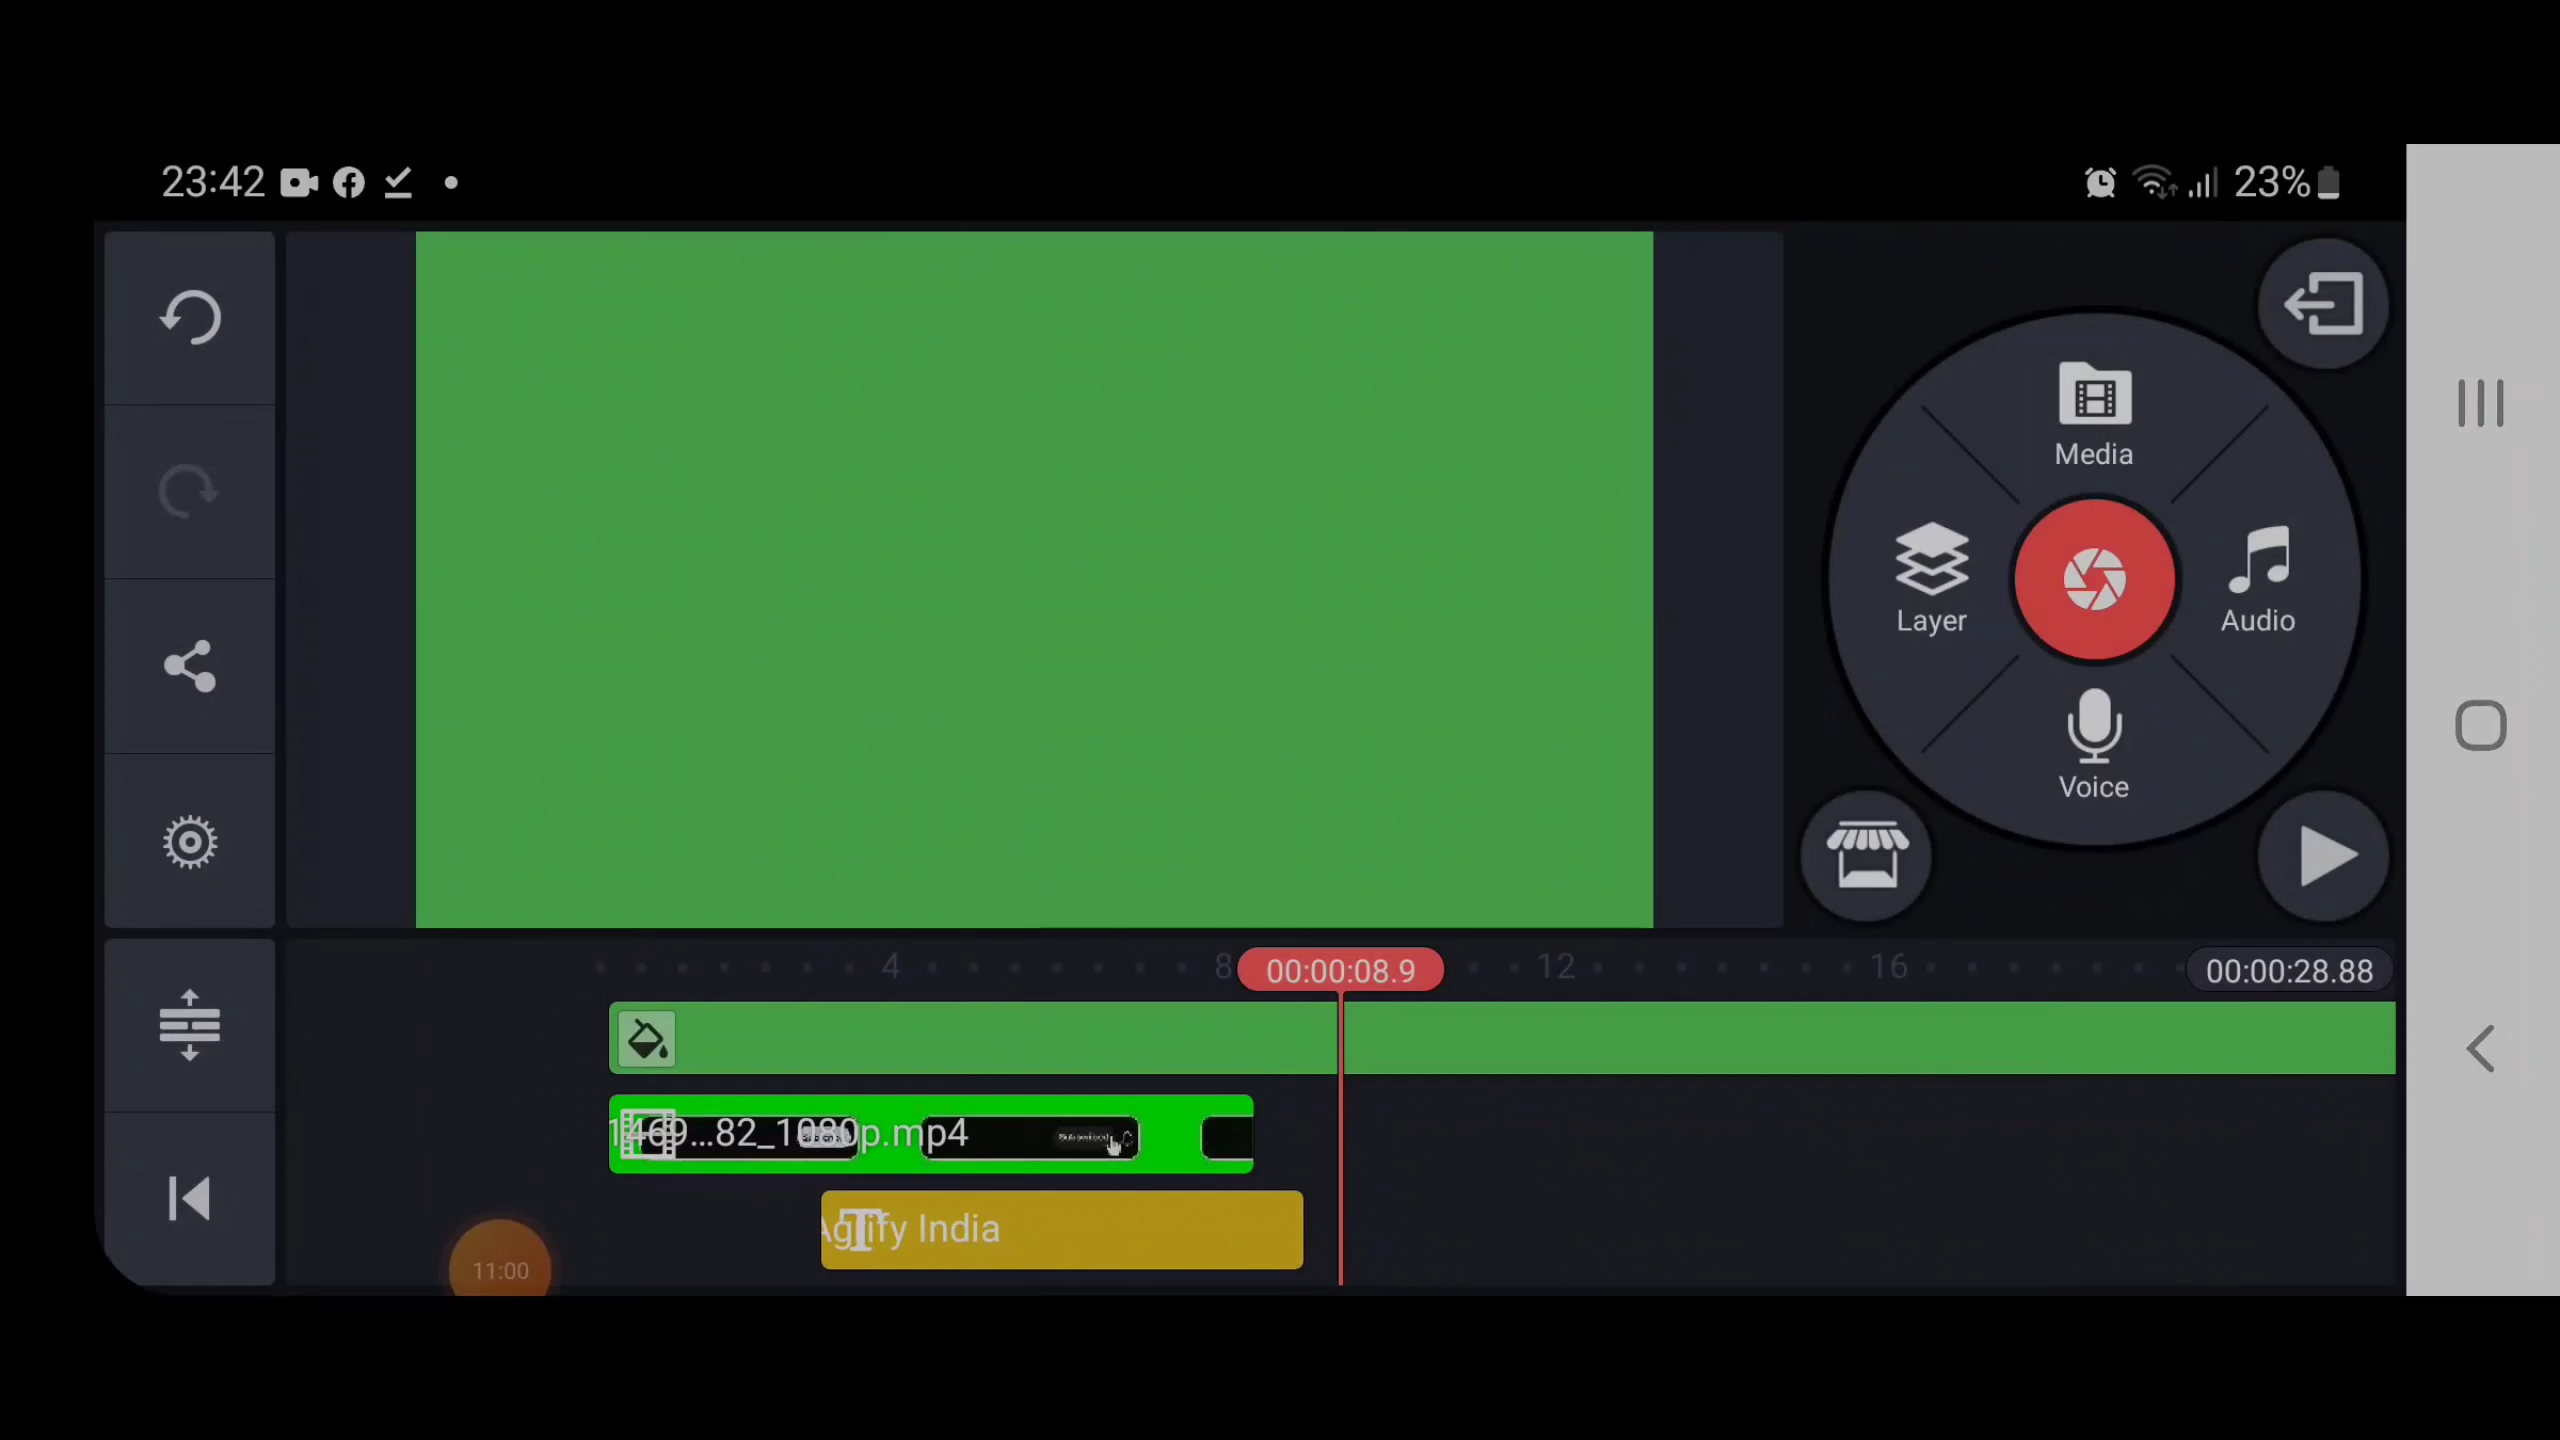 23:42
23%
Media
Layer
Audio
Voice
4
8
00:00:08.9
12
16
00:00:28.88
1469...82_1080p.mp4
Agrify India
11:00